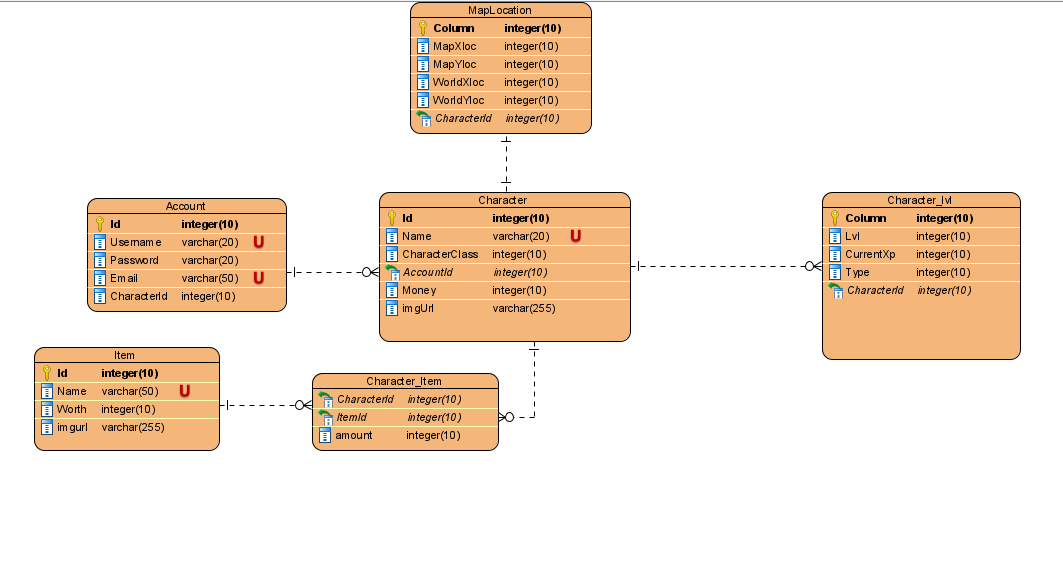 MapLocation
Column integer(10)
MapXloc integer(10)
MapYloc integer(10)
WorldXloc integer(10)
WorldYloc integer(10)
CharacterId integer(10)
Account
Id integer(10)
Username varchar(20) U
Password varchar(20)
Email varchar(50) U
CharacterId integer(10)
Character
Id integer(10)
Name varchar(20) U
CharacterClass integer(10)
AccountId integer(10)
Money integer(10)
imgUrl varchar(255)
Character_lvl
Column integer(10)
Lvl integer(10)
CurrentXp integer(10)
Type integer(10)
CharacterId integer(10)
Item
Id integer(10)
Name varchar(50) U
Worth integer(10)
imgurl varchar(255)
Character_Item
CharacterId integer(10)
ItemId integer(10)
amount integer(10)